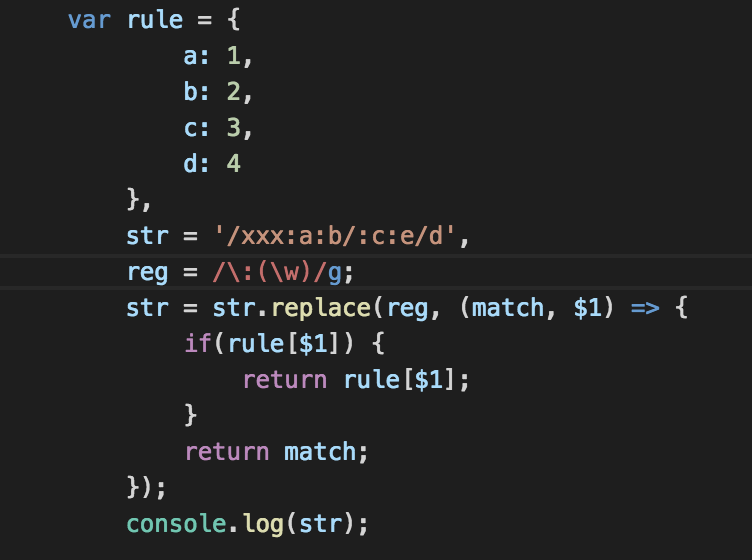 var rule = {
a: 1,
b: 2,
c: 3,
d: 4
},
str = '/xxx:a:b/:c:e/d',
reg = /\:(\w)/g;
str = str.replace(reg, (match, $1) => {
if(rule[$1]) {
return rule[$1];
}
return match;
});
console.log(str);